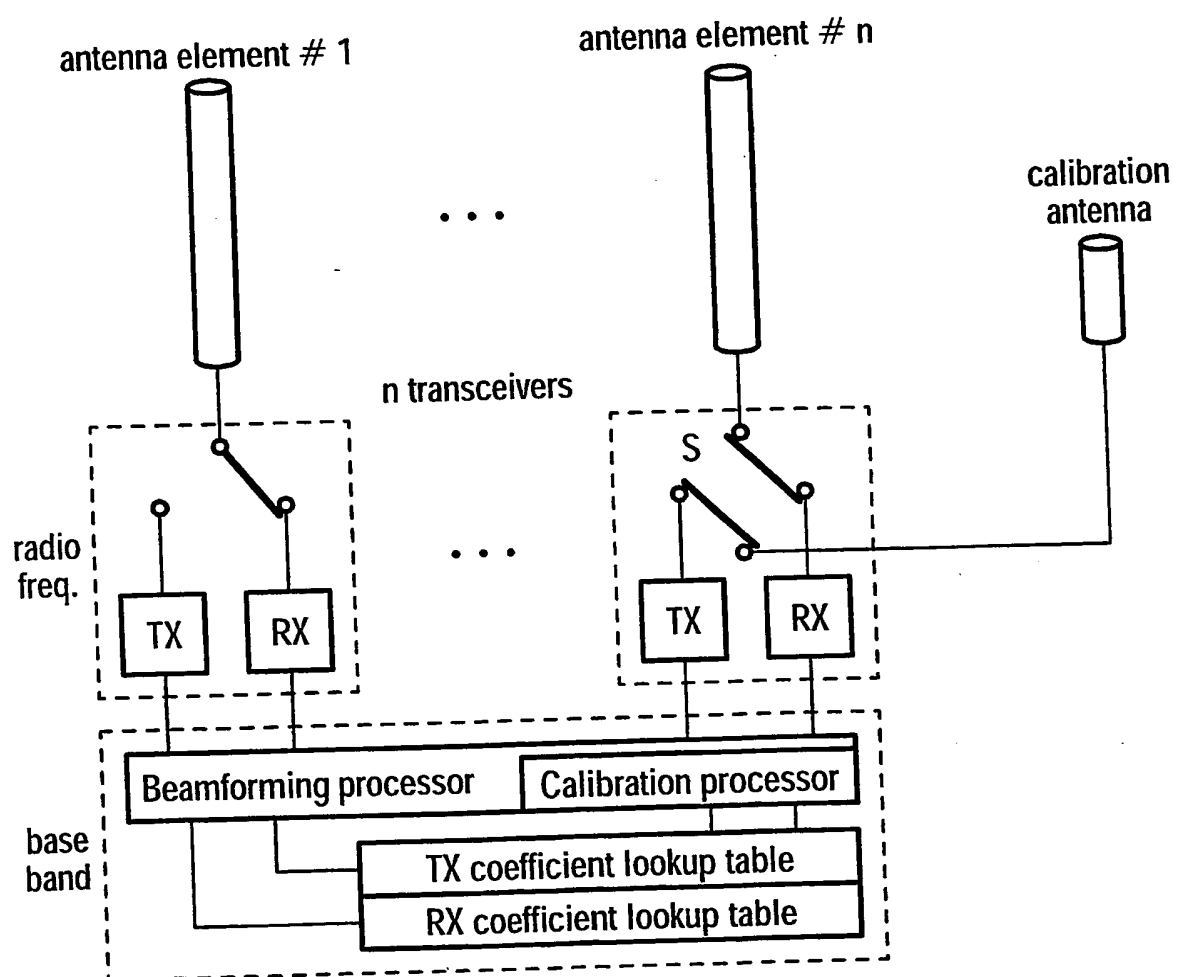 antenna element # 1
antenna element # n
calibration
antenna
n transceivers
S
radio
freq.
TX
RX
TX
RX
Beamforming processor
Calibration processor
base
band
TX coefficient lookup table
RX coefficient lookup table